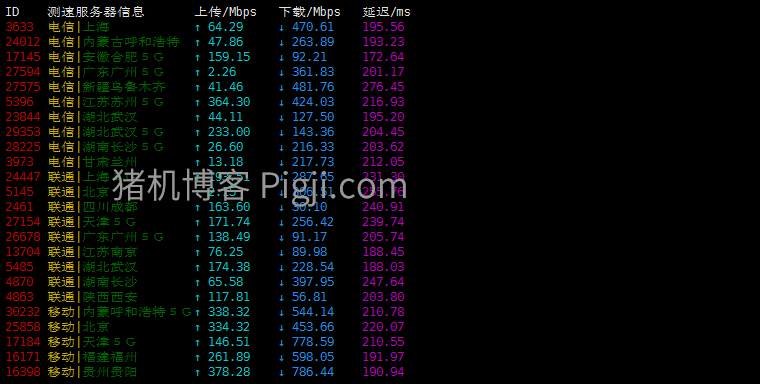 ID 测速服务器信息 上传/Mbps 下载/Mbps 延迟/ms
3633 电信|上海 ↑ 64.29 ↓ 470.61 195.56
24012 电信|内蒙古呼和浩特 ↑ 47.86 ↓ 263.89 193.23
17145 电信|安徽合肥５Ｇ ↑ 159.15 ↓ 92.21 172.64
27594 电信|广东广州５Ｇ ↑ 2.26 ↓ 361.83 201.17
27575 电信|新疆乌鲁木齐 ↑ 41.46 ↓ 481.76 276.45
5396 电信|江苏苏州５Ｇ ↑ 364.30 ↓ 424.03 216.93
23844 电信|湖北武汉 ↑ 44.11 ↓ 127.50 195.20
29353 电信|湖北武汉５Ｇ ↑ 233.00 ↓ 143.36 204.45
28225 电信|湖南长沙５Ｇ ↑ 26.60 ↓ 216.33 203.62
3973 电信|甘肃兰州 ↑ 13.18 ↓ 217.73 212.05
24447 联通|上海 ↓ 231.30
猪机博客 Pigji.com
5145 联通|北京
2461 联通|四川成都 ↑ 163.60 ↓ 240.91
27154 联通|天津５Ｇ ↑ 171.74 ↓ 256.42 239.74
26678 联通|广东广州５Ｇ ↑ 138.49 ↓ 91.17 205.74
13704 联通|江苏南京 ↑ 76.25 ↓ 89.98 188.45
5485 联通|湖北武汉 ↑ 174.38 ↓ 228.54 188.03
4870 联通|湖南长沙 ↑ 65.58 ↓ 397.95 247.64
4863 联通|陕西西安 ↑ 117.81 ↓ 56.81 203.80
30232 移动|内蒙呼和浩特５Ｇ ↑ 338.32 ↓ 544.14 210.78
25858 移动|北京 ↑ 334.32 ↓ 453.66 220.07
17184 移动|天津５Ｇ ↑ 146.51 ↓ 778.59 210.55
16171 移动|福建福州 ↑ 261.89 ↓ 598.05 191.97
16398 移动|贵州贵阳 ↑ 378.28 ↓ 786.44 190.94